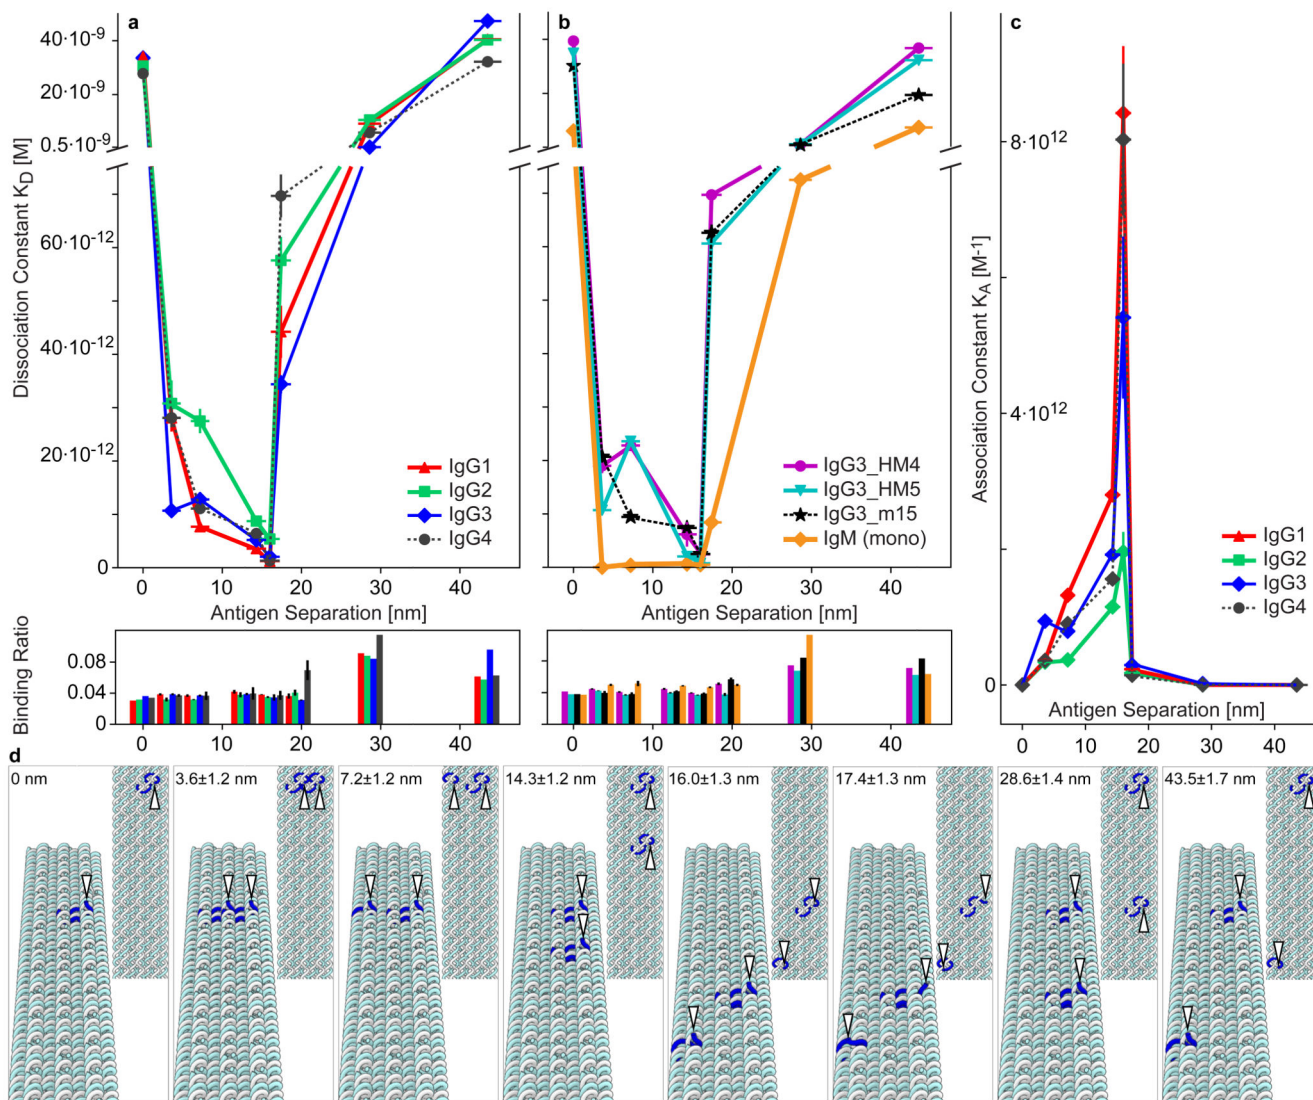 a
b
c
Dissociation Constant K_D [M]
40·10⁻⁹
20·10⁻⁹
0.5·10⁻⁹
60·10⁻¹²
40·10⁻¹²
20·10⁻¹²
0
IgG1
IgG2
IgG3
IgG4
0 10 20 30 40
Antigen Separation [nm]
IgG3_HM4
IgG3_HM5
IgG3_m15
IgM (mono)
0 10 20 30 40
Antigen Separation [nm]
Association Constant K_A [M⁻¹]
8·10¹²
4·10¹²
0
IgG1
IgG2
IgG3
IgG4
Antigen Separation [nm]
0 10 20 30 40
Binding Ratio
0.08
0.04
0
0 10 20 30 40
0 10 20 30 40
d
0 nm
3.6±1.2 nm
7.2±1.2 nm
14.3±1.2 nm
16.0±1.3 nm
17.4±1.3 nm
28.6±1.4 nm
43.5±1.7 nm